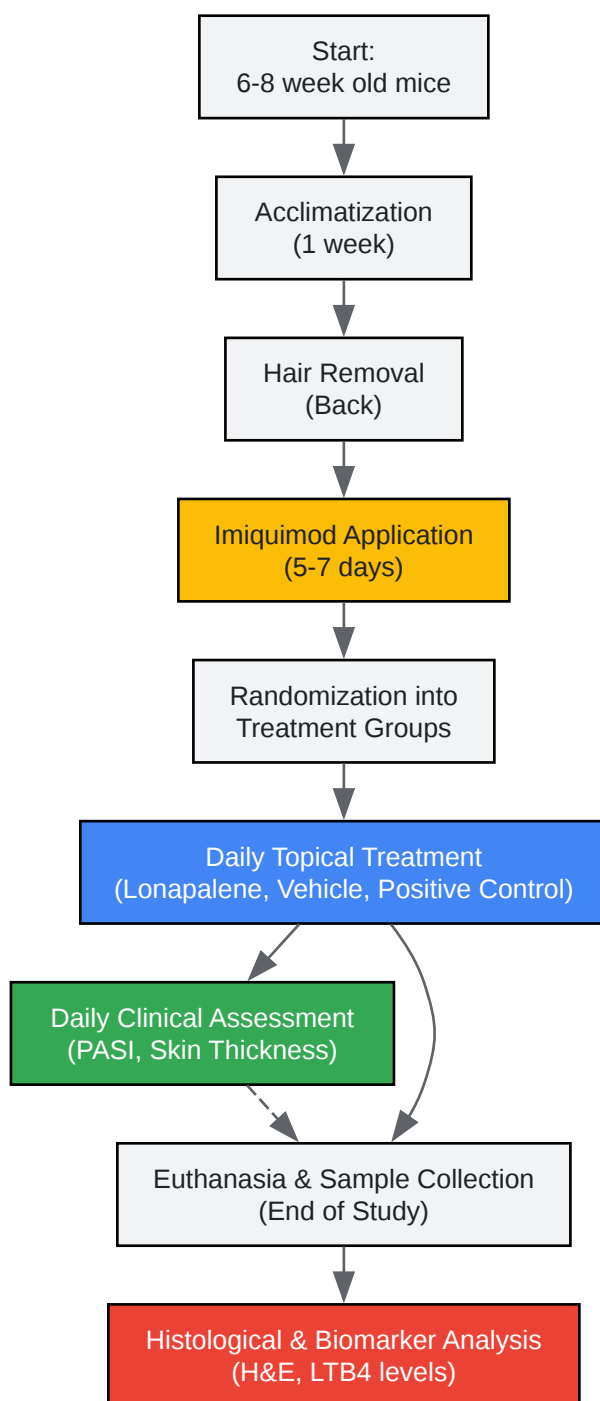 Start:
6-8 week old mice
Acclimatization
(1 week)
Hair Removal
(Back)
Imiquimod Application
(5-7 days)
Randomization into
Treatment Groups
Daily Topical Treatment
(Lonapalene, Vehicle, Positive Control)
Daily Clinical Assessment
(PASI, Skin Thickness)
Euthanasia & Sample Collection
(End of Study)
Histological & Biomarker Analysis
(H&E, LTB4 levels)